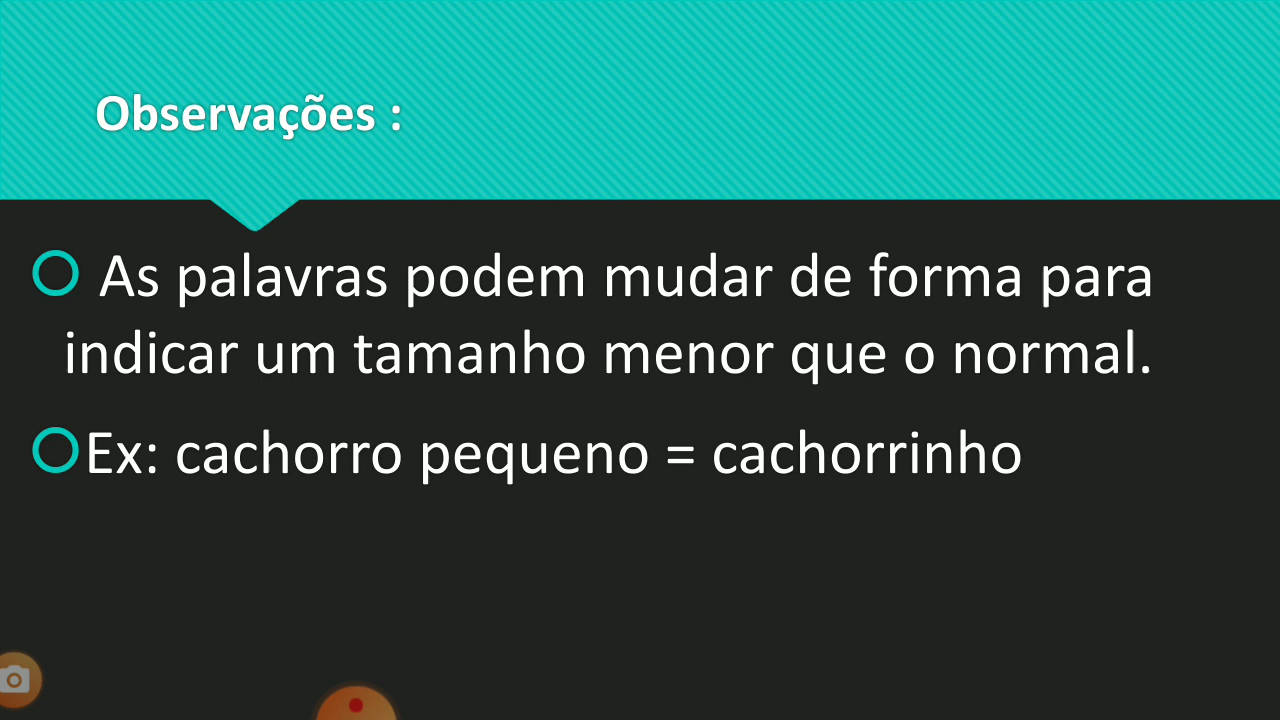 Observações :
As palavras podem mudar de forma para
indicar um tamanho menor que o normal.
Ex: cachorro pequeno = cachorrinho